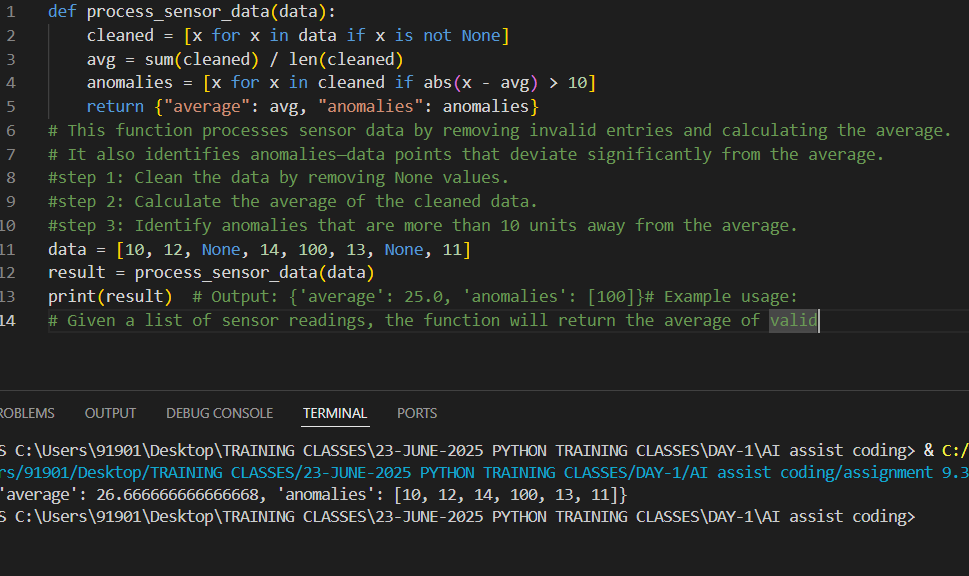 1 def process_sensor_data(data):
2     cleaned = [x for x in data if x is not None]
3     avg = sum(cleaned) / len(cleaned)
4     anomalies = [x for x in cleaned if abs(x - avg) > 10]
5     return {"average": avg, "anomalies": anomalies}
6 # This function processes sensor data by removing invalid entries and calculating the average.
7 # It also identifies anomalies—data points that deviate significantly from the average.
8 #step 1: Clean the data by removing None values.
9 #step 2: Calculate the average of the cleaned data.
10 #step 3: Identify anomalies that are more than 10 units away from the average.
11 data = [10, 12, None, 14, 100, 13, None, 11]
12 result = process_sensor_data(data)
13 print(result)  # Output: {'average': 25.0, 'anomalies': [100]}# Example usage:
14 # Given a list of sensor readings, the function will return the average of valid
ROBLEMS OUTPUT DEBUG CONSOLE TERMINAL PORTS
S C:\Users\91901\Desktop\TRAINING CLASSES\23-JUNE-2025 PYTHON TRAINING CLASSES\DAY-1\AI assist coding> & C:/
rs/91901/Desktop/TRAINING CLASSES/23-JUNE-2025 PYTHON TRAINING CLASSES/DAY-1/AI assist coding/assignment 9.3
'average': 26.666666666666668, 'anomalies': [10, 12, 14, 100, 13, 11]}
S C:\Users\91901\Desktop\TRAINING CLASSES\23-JUNE-2025 PYTHON TRAINING CLASSES\DAY-1\AI assist coding>